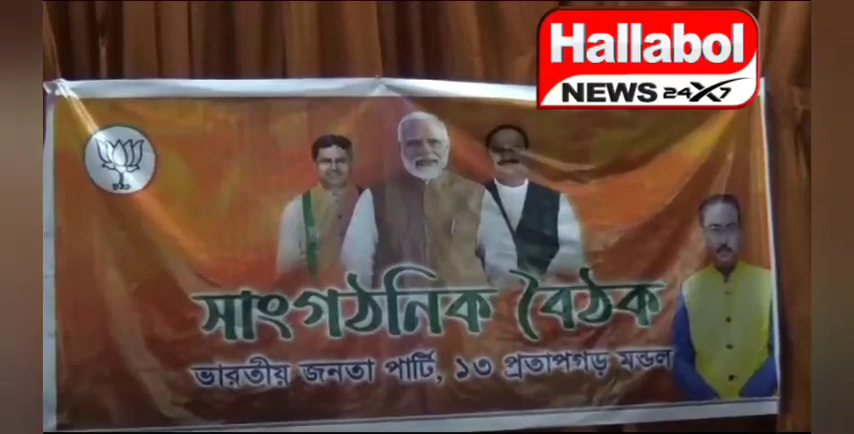 Hallabol
NEWS 24X7
সাংগঠনিক বৈঠক
ভারতীয় জনতা পার্টি, ১৩ প্রতাপগড় মন্ডল